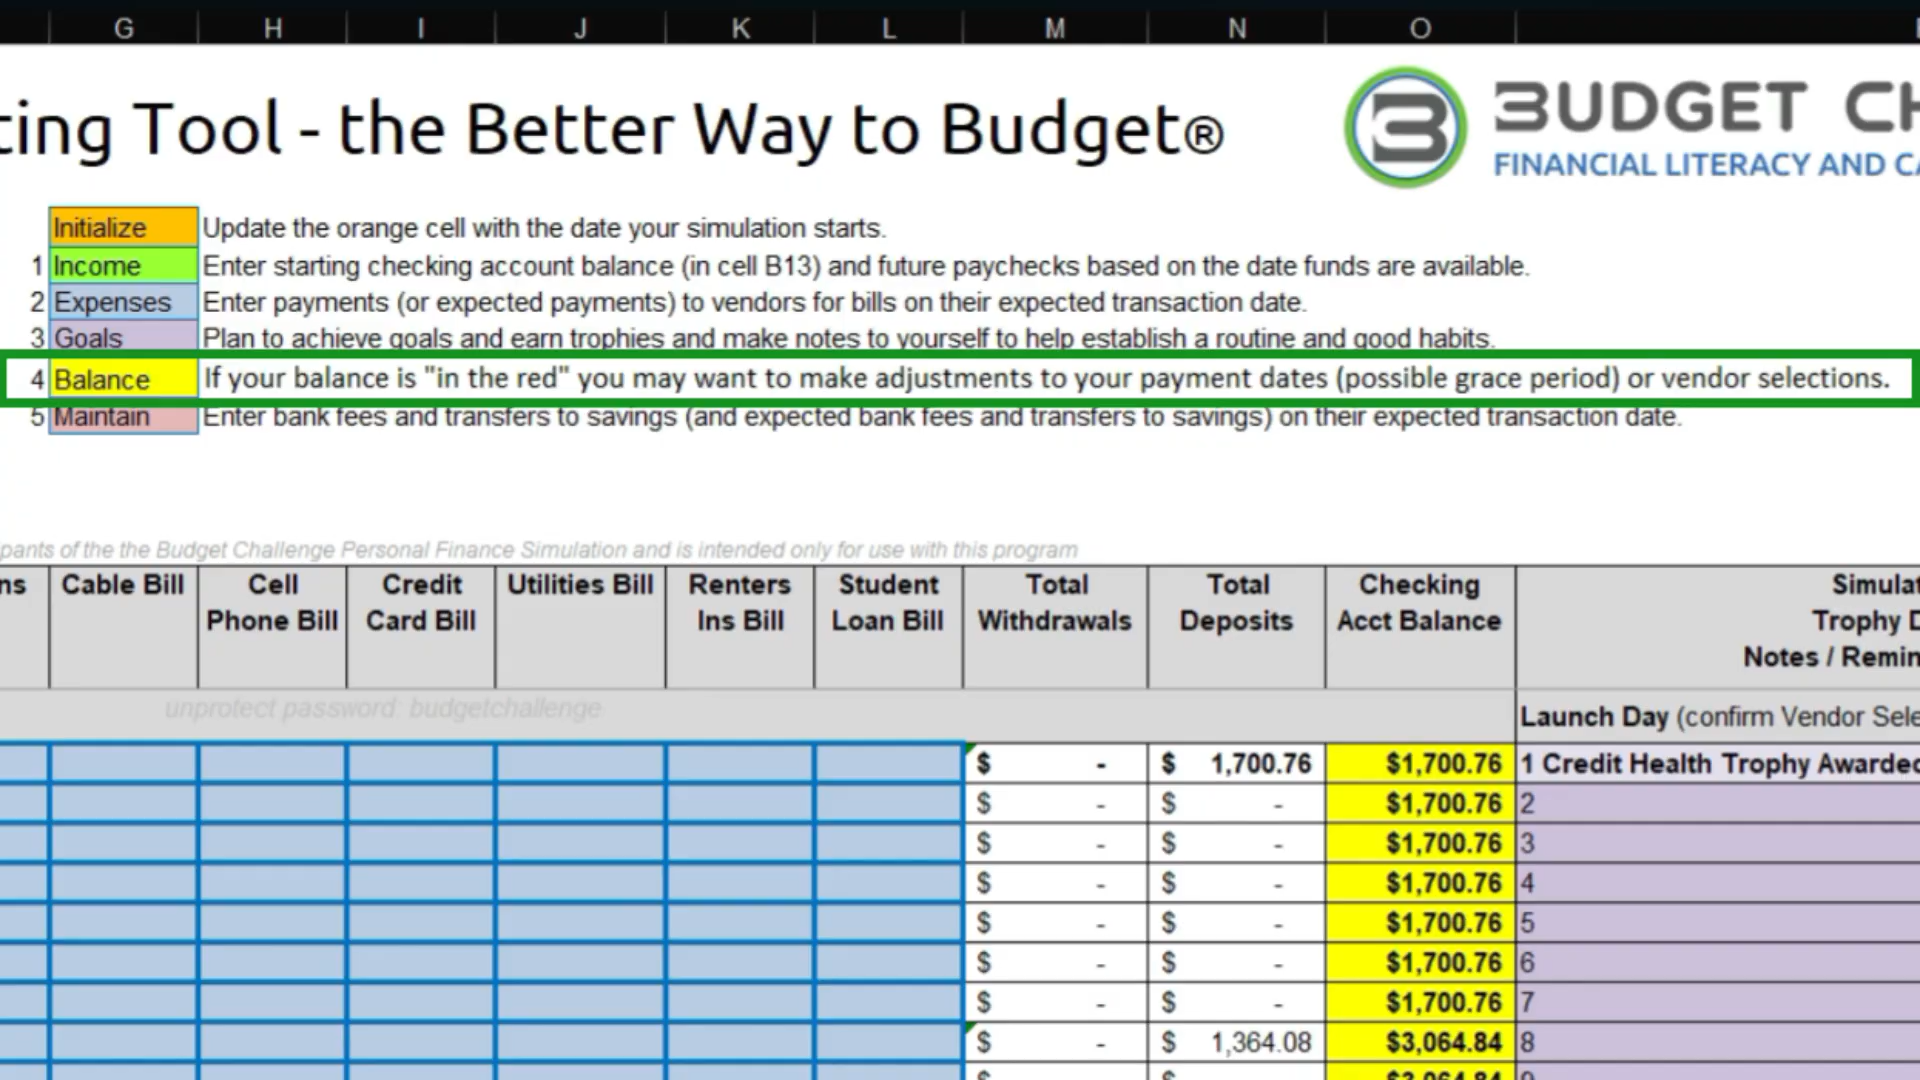 G H I J K L M N O
ting Tool - the Better Way to Budget®
BUDGET CH
FINANCIAL LITERACY AND CA
Initialize Update the orange cell with the date your simulation starts.
1 Income Enter starting checking account balance (in cell B13) and future paychecks based on the date funds are available.
2 Expenses Enter payments (or expected payments) to vendors for bills on their expected transaction date.
3 Goals Plan to achieve goals and earn trophies and make notes to yourself to help establish a routine and good habits.
4 Balance If your balance is "in the red" you may want to make adjustments to your payment dates (possible grace period) or vendor selections.
5 Maintain Enter bank fees and transfers to savings (and expected bank fees and transfers to savings) on their expected transaction date.
pants of the the Budget Challenge Personal Finance Simulation and is intended only for use with this program
ns Cable Bill Cell Credit Utilities Bill Renters Student Total Total Checking Simulat
Phone Bill Card Bill Ins Bill Loan Bill Withdrawals Deposits Acct Balance Trophy D
Notes / Remin
unprotect password: budgetchallenge Launch Day (confirm Vendor Sele
$ - $ 1,700.76 $1,700.76 1 Credit Health Trophy Awarded
$ - $ - $1,700.76 2
$ - $ - $1,700.76 3
$ - $ - $1,700.76 4
$ - $ - $1,700.76 5
$ - $ - $1,700.76 6
$ - $ - $1,700.76 7
$ - $ 1,364.08 $3,064.84 8